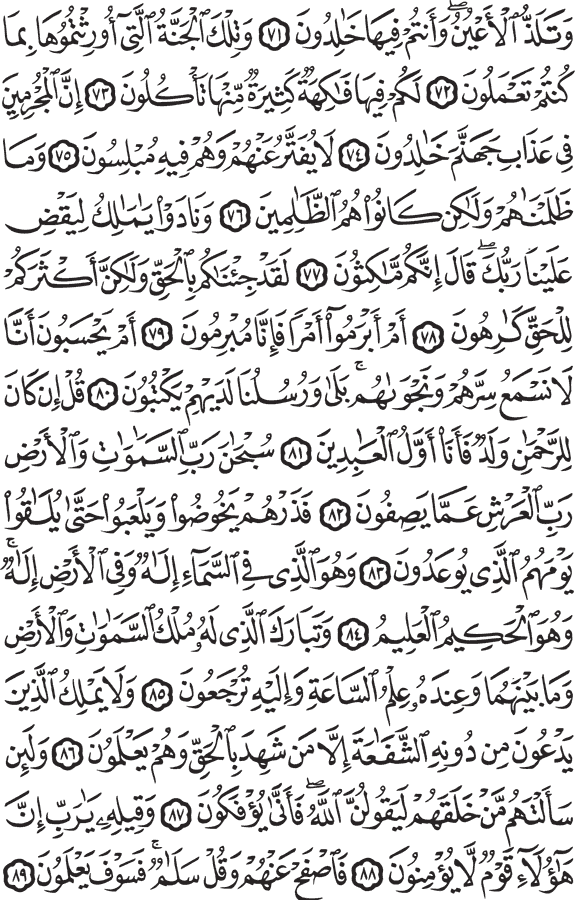 وَتَلَذُّ ٱلۡأَعۡيُنُۖ وَأَنتُمۡ فِيهَا خَٰلِدُونَ ٧١ وَتِلۡكَ ٱلۡجَنَّةُ ٱلَّتِيٓ أُورِثۡتُمُوهَا بِمَا
كُنتُمۡ تَعۡمَلُونَ ٧٢ لَكُمۡ فِيهَا فَٰكِهَةٞ كَثِيرَةٞ مِّنۡهَا تَأۡكُلُونَ ٧٣ إِنَّ ٱلۡمُجۡرِمِينَ
فِي عَذَابِ جَهَنَّمَ خَٰلِدُونَ ٧٤ لَا يُفَتَّرُ عَنۡهُمۡ وَهُمۡ فِيهِ مُبۡلِسُونَ ٧٥ وَمَا
ظَلَمۡنَٰهُمۡ وَلَٰكِن كَانُواْ هُمُ ٱلظَّٰلِمِينَ ٧٦ وَنَادَوۡاْ يَٰمَٰلِكُ لِيَقۡضِ
عَلَيۡنَا رَبُّكَۖ قَالَ إِنَّكُم مَّٰكِثُونَ ٧٧ لَقَدۡ جِئۡنَٰكُم بِٱلۡحَقِّ وَلَٰكِنَّ أَكۡثَرَكُمۡ
لِلۡحَقِّ كَٰرِهُونَ ٧٨ أَمۡ أَبۡرَمُوٓاْ أَمۡرٗا فَإِنَّا مُبۡرِمُونَ ٧٩ أَمۡ يَحۡسَبُونَ أَنَّا
لَا نَسۡمَعُ سِرَّهُمۡ وَنَجۡوَىٰهُمۚ بَلَىٰ وَرُسُلُنَا لَدَيۡهِمۡ يَكۡتُبُونَ ٨٠ قُلۡ إِن كَانَ
لِلرَّحۡمَٰنِ وَلَدٞ فَأَنَا۠ أَوَّلُ ٱلۡعَٰبِدِينَ ٨١ سُبۡحَٰنَ رَبِّ ٱلسَّمَٰوَٰتِ وَٱلۡأَرۡضِ
رَبِّ ٱلۡعَرۡشِ عَمَّا يَصِفُونَ ٨٢ فَذَرۡهُمۡ يَخُوضُواْ وَيَلۡعَبُواْ حَتَّىٰ يُلَٰقُواْ
يَوۡمَهُمُ ٱلَّذِي يُوعَدُونَ ٨٣ وَهُوَ ٱلَّذِي فِي ٱلسَّمَآءِ إِلَٰهٞ وَفِي ٱلۡأَرۡضِ إِلَٰهٞۚ
وَهُوَ ٱلۡحَكِيمُ ٱلۡعَلِيمُ ٨٤ وَتَبَارَكَ ٱلَّذِي لَهُۥ مُلۡكُ ٱلسَّمَٰوَٰتِ وَٱلۡأَرۡضِ
وَمَا بَيۡنَهُمَا وَعِندَهُۥ عِلۡمُ ٱلسَّاعَةِ وَإِلَيۡهِ تُرۡجَعُونَ ٨٥ وَلَا يَمۡلِكُ ٱلَّذِينَ
يَدۡعُونَ مِن دُونِهِ ٱلشَّفَٰعَةَ إِلَّا مَن شَهِدَ بِٱلۡحَقِّ وَهُمۡ يَعۡلَمُونَ ٨٦ وَلَئِن
سَأَلۡتَهُم مَّنۡ خَلَقَهُمۡ لَيَقُولُنَّ ٱللَّهُۖ فَأَنَّىٰ يُؤۡفَكُونَ ٨٧ وَقِيلِهِۦ يَٰرَبِّ إِنَّ
هَٰٓؤُلَآءِ قَوۡمٞ لَّا يُؤۡمِنُونَ ٨٨ فَٱصۡفَحۡ عَنۡهُمۡ وَقُلۡ سَلَٰمٞۚ فَسَوۡفَ يَعۡلَمُونَ ٨٩